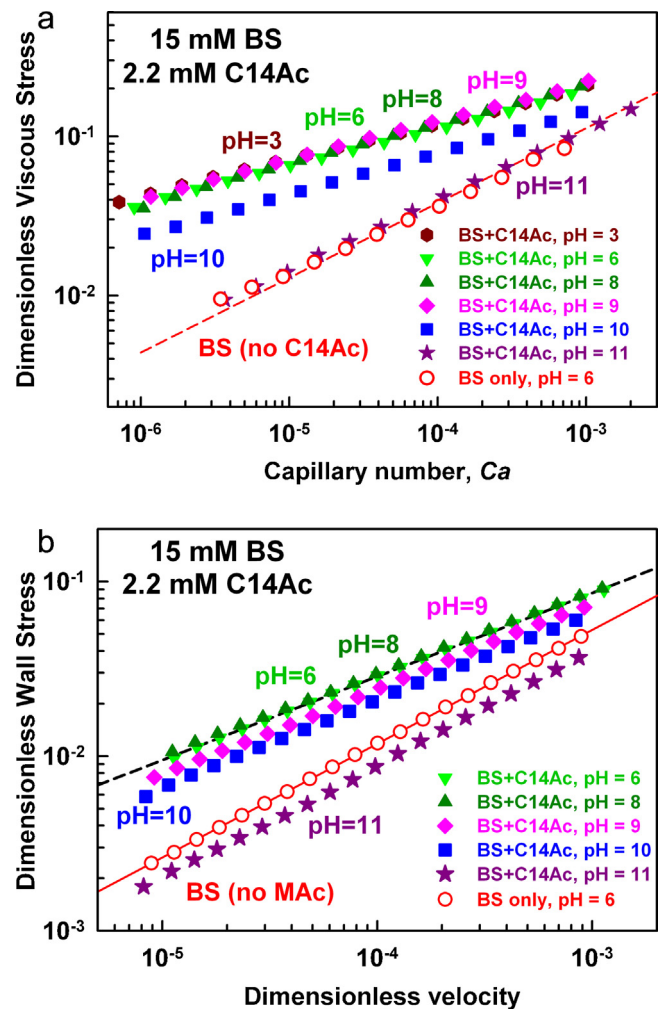 a
15 mM BS
2.2 mM C14Ac
pH=9
pH=8
pH=6
pH=3
pH=11
pH=10
BS (no C14Ac)
BS+C14Ac, pH = 3
BS+C14Ac, pH = 6
BS+C14Ac, pH = 8
BS+C14Ac, pH = 9
BS+C14Ac, pH = 10
BS+C14Ac, pH = 11
BS only, pH = 6
Dimensionless Viscous Stress
10-1
10-2
10-6
10-5
10-4
10-3
Capillary number, Ca
b
15 mM BS
2.2 mM C14Ac
pH=9
pH=8
pH=6
pH=10
pH=11
BS (no MAc)
BS+C14Ac, pH = 6
BS+C14Ac, pH = 8
BS+C14Ac, pH = 9
BS+C14Ac, pH = 10
BS+C14Ac, pH = 11
BS only, pH = 6
Dimensionless Wall Stress
10-1
10-2
10-3
10-5
10-4
10-3
Dimensionless velocity